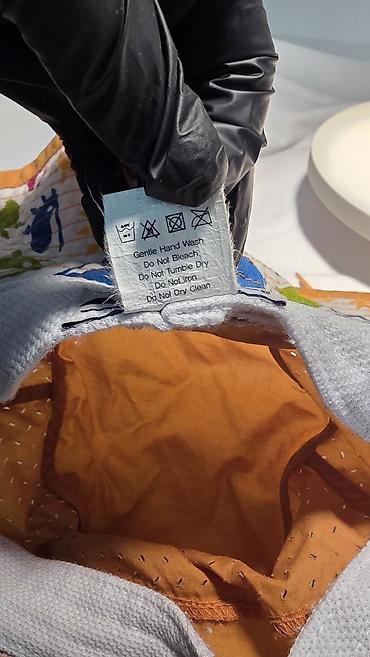 Gentle Hand Wash
Do Not Bleach
Do Not Tumble Dry
Do Not Iron
Do Not Dry Clean